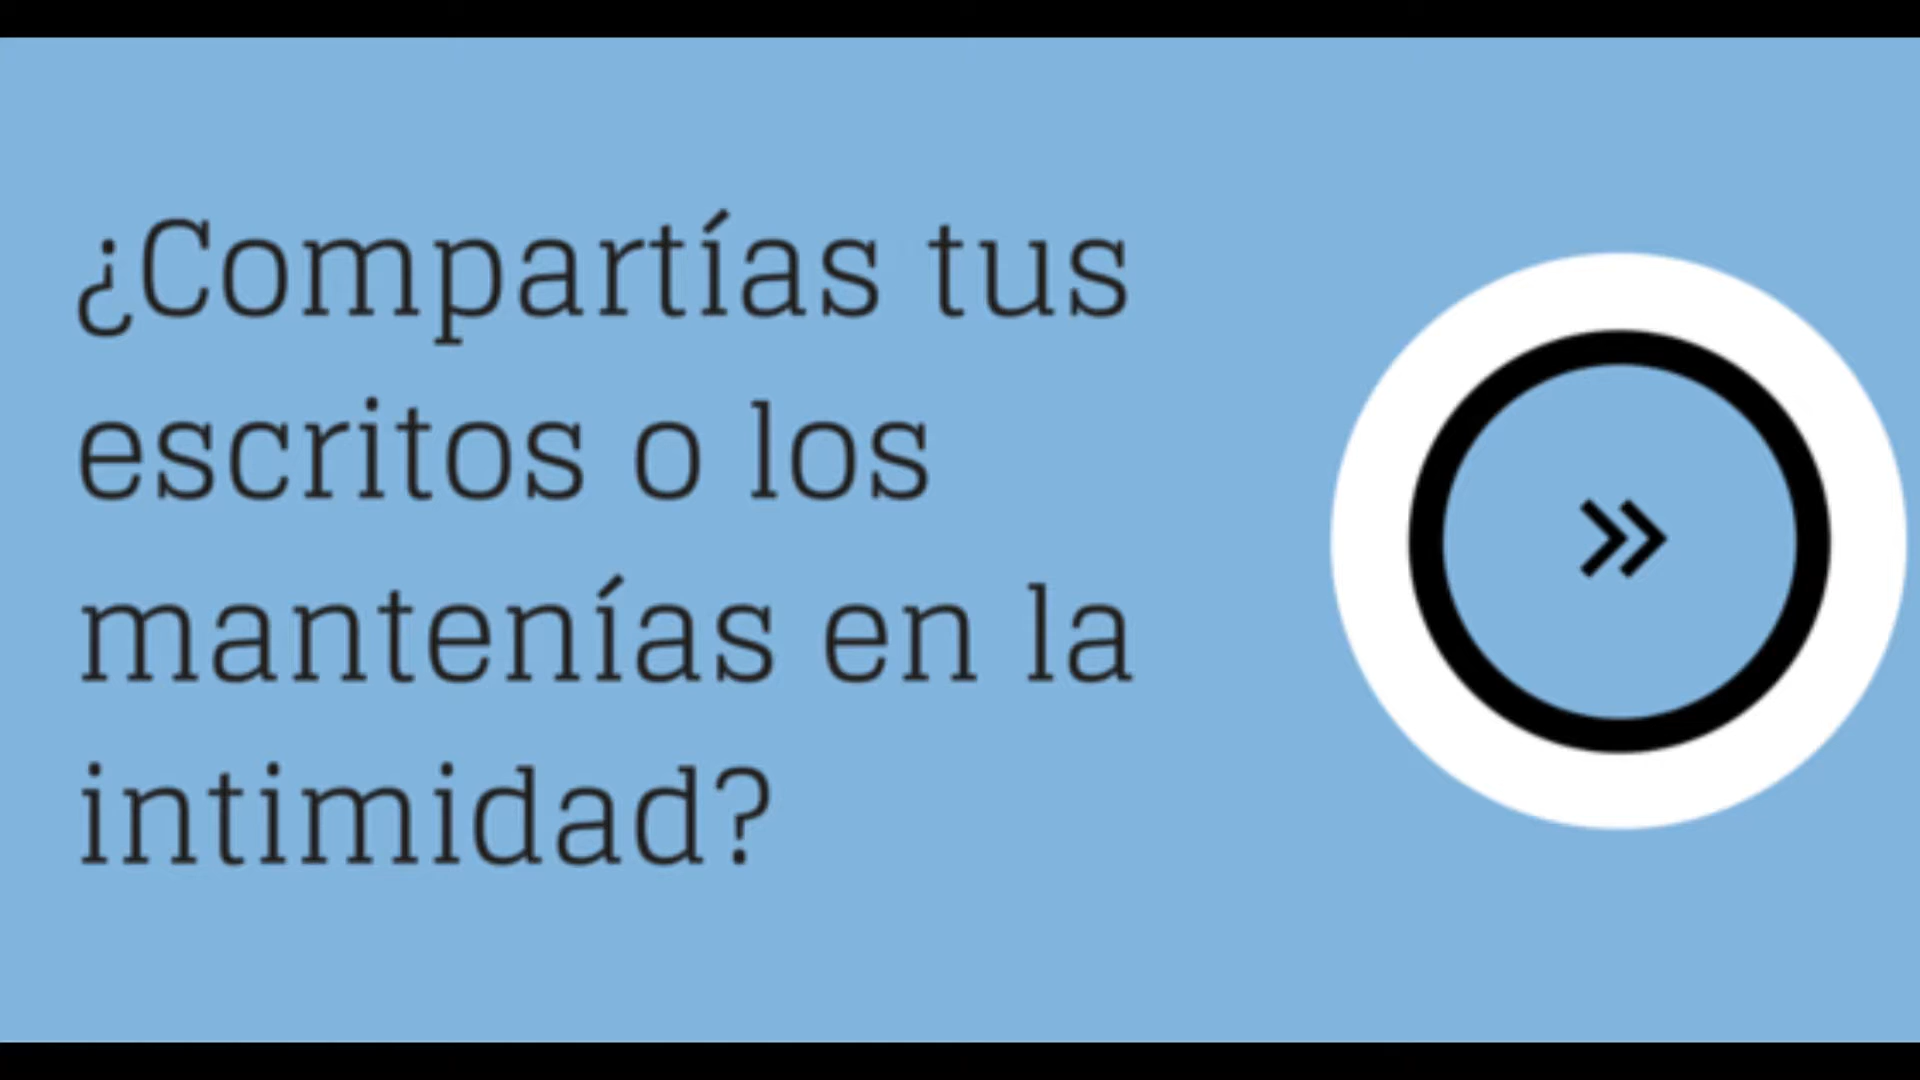 ¿Compartías tus
escritos o los
mantenías en la
intimidad?